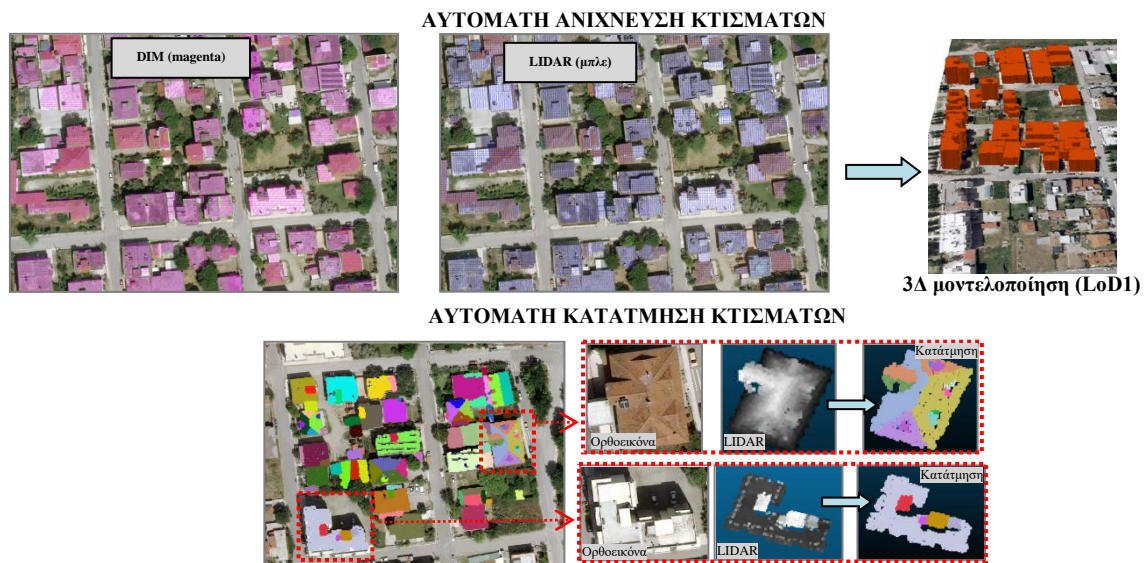 ΑΥΤΟΜΑΤΗ ΑΝΙΧΝΕΥΣΗ ΚΤΙΣΜΑΤΩΝ
DIM (magenta)
LIDAR (μπλε)
3Δ μοντελοποίηση (LoD1)
ΑΥΤΟΜΑΤΗ ΚΑΤΑΤΜΗΣΗ ΚΤΙΣΜΑΤΩΝ
Κατάτμηση
Ορθοεικόνα
LIDAR
Κατάτμηση
Ορθοεικόνα
LIDAR